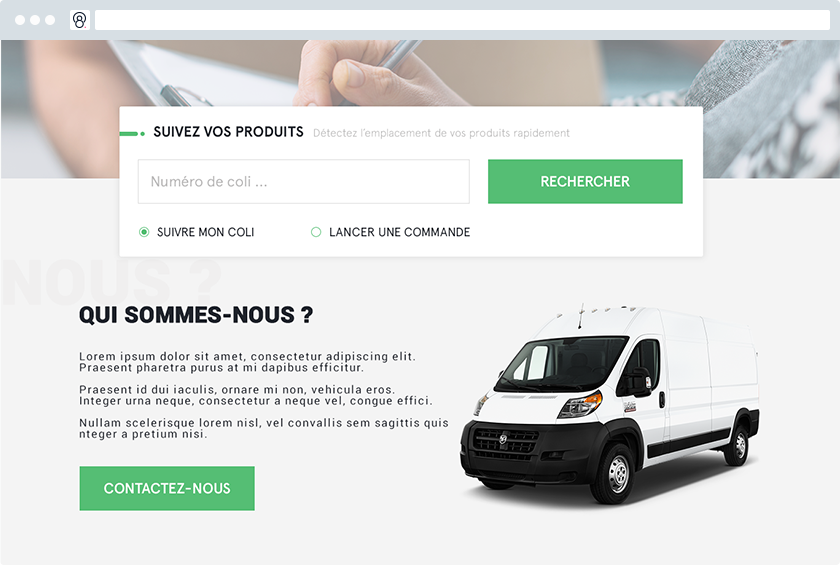 SUIVEZ VOS PRODUITS Détectez l'emplacement de vos produits rapidement
Numéro de coli ...
RECHERCHER
SUIVRE MON COLI
LANCER UNE COMMANDE
NOUS ?
QUI SOMMES-NOUS ?
Lorem ipsum dolor sit amet, consectetur adipiscing elit.
Praesent pharetra purus at mi dapibus efficitur.
Praesent id dui iaculis, ornare mi non, vehicula eros.
Integer urna neque, consectetur a neque vel, congue effici.
Nullam scelerisque lorem nisl, vel convallis sem sagittis quis
nteger a pretium nisi.
CONTACTEZ-NOUS